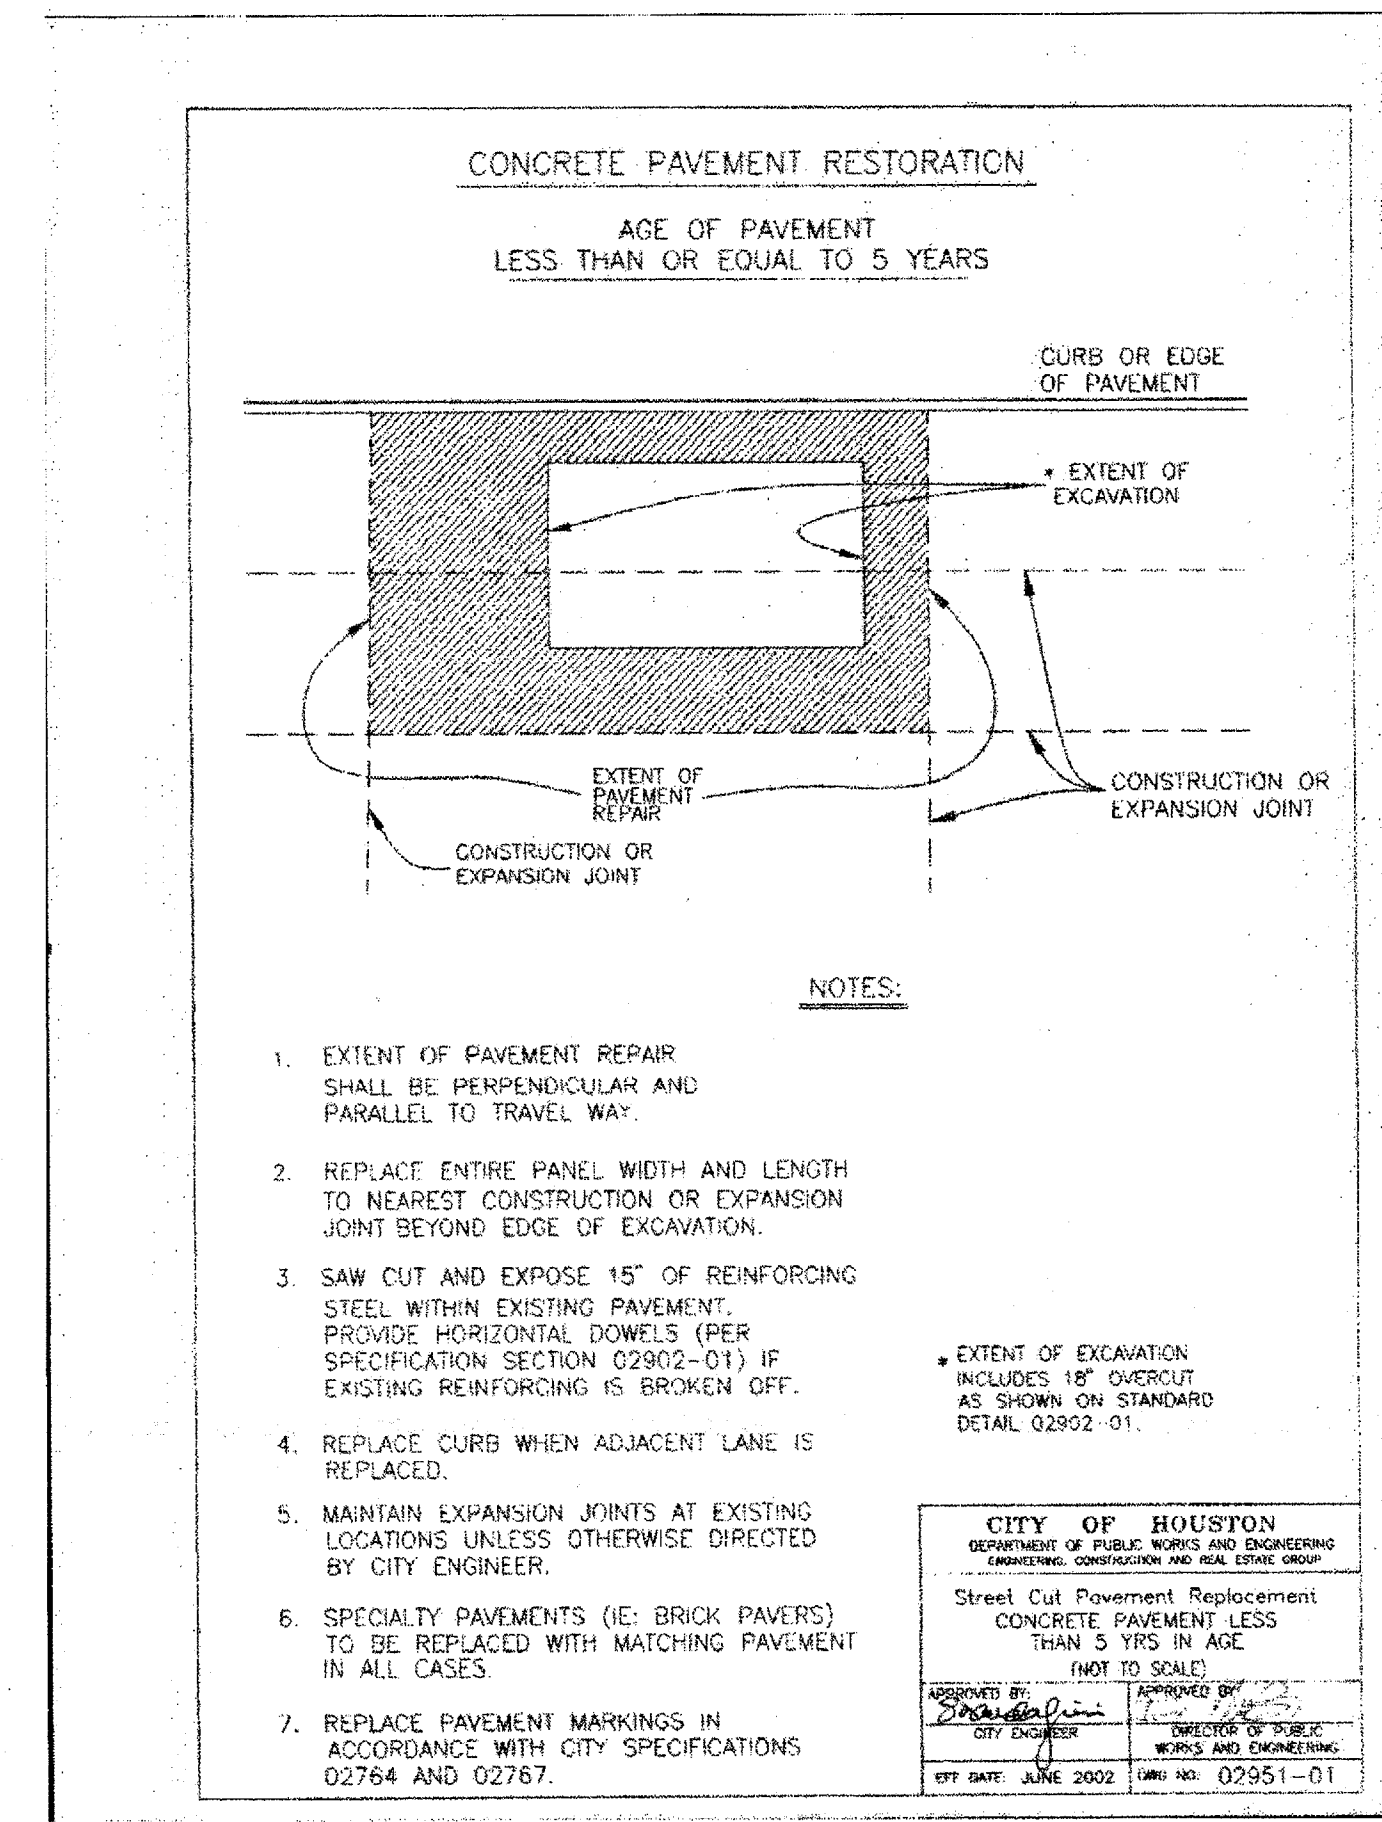 CONCRETE PAVEMENT RESTORATION
AGE OF PAVEMENT
LESS THAN OR EQUAL TO 5 YEARS
CURB OR EDGE
OF PAVEMENT
* EXTENT OF
EXCAVATION
EXTENT OF
PAVEMENT
REPAIR
CONSTRUCTION OR
EXPANSION JOINT
CONSTRUCTION OR
EXPANSION JOINT
NOTES:
1. EXTENT OF PAVEMENT REPAIR
SHALL BE PERPENDICULAR AND
PARALLEL TO TRAVEL WAY.
2. REPLACE ENTIRE PANEL WIDTH AND LENGTH
TO NEAREST CONSTRUCTION OR EXPANSION
JOINT BEYOND EDGE OF EXCAVATION.
3. SAW CUT AND EXPOSE 15" OF REINFORCING
STEEL WITHIN EXISTING PAVEMENT.
PROVIDE HORIZONTAL DOWELS (PER
SPECIFICATION SECTION 02902-01) IF
EXISTING REINFORCING IS BROKEN OFF.
4. REPLACE CURB WHEN ADJACENT LANE IS
REPLACED.
5. MAINTAIN EXPANSION JOINTS AT EXISTING
LOCATIONS UNLESS OTHERWISE DIRECTED
BY CITY ENGINEER.
6. SPECIALTY PAVEMENTS (IE: BRICK PAVERS)
TO BE REPLACED WITH MATCHING PAVEMENT
IN ALL CASES.
7. REPLACE PAVEMENT MARKINGS IN
ACCORDANCE WITH CITY SPECIFICATIONS
02764 AND 02767.
* EXTENT OF EXCAVATION
INCLUDES 18" OVERCUT
AS SHOWN ON STANDARD
DETAIL 02902-01.
CITY OF HOUSTON
DEPARTMENT OF PUBLIC WORKS AND ENGINEERING
ENGINEERING, CONSTRUCTION AND REAL ESTATE GROUP
Street Cut Pavement Replacement
CONCRETE PAVEMENT LESS
THAN 5 YRS IN AGE
(NOT TO SCALE)
APPROVED BY:
CITY ENGINEER
APPROVED BY:
DIRECTOR OF PUBLIC
WORKS AND ENGINEERING
EFF DATE: JUNE 2002
DWG NO: 02951-01